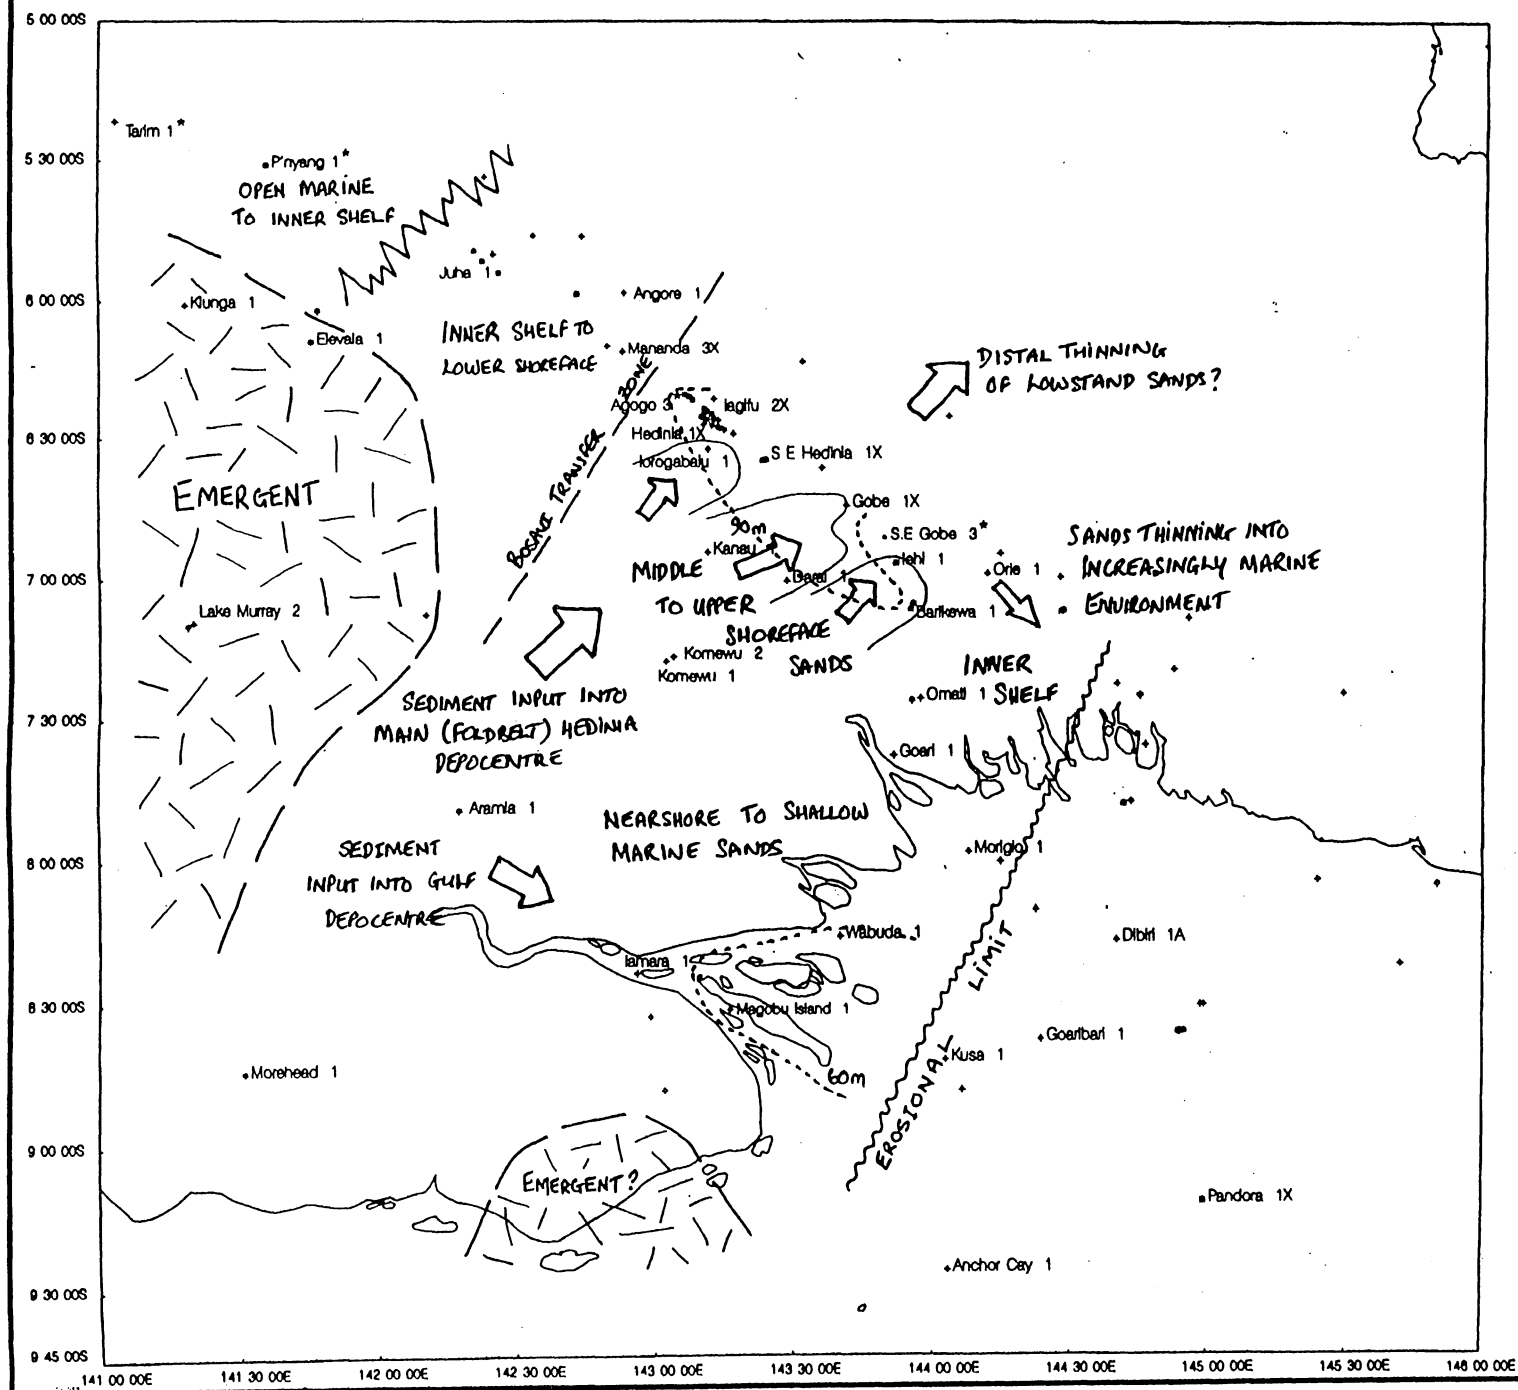 5 00 00S
Tarim 1*
5 30 00S
P'nyang 1*
OPEN MARINE
TO INNER SHELF
Juha 1
6 00 00S
Kiunga 1
Angore 1
Elevala 1
INNER SHELF TO
LOWER SHOREFACE
Mananda 3X
DISTAL THINNING
OF LOWSTAND SANDS?
BOSAVI TRANSFER ZONE
Agogo 3
Iagifu 2X
6 30 00S
Hedinia 1X
Iorogabaiu 1
S E Hedinia 1X
EMERGENT
Gobe 1X
90m
S.E Gobe 3*
SANDS THINNING INTO
INCREASINGLY MARINE
ENVIRONMENT
Kanau 1
Iehi 1
Orie 1
7 00 00S
Darai 1
MIDDLE
TO UPPER
SHOREFACE
SANDS
Barikewa 1
Lake Murray 2
Komewu 2
Komewu 1
INNER
SHELF
Omati 1
SEDIMENT INPUT INTO
MAIN (FOLDBELT) HEDINIA
DEPOCENTRE
7 30 00S
Goari 1
Aramia 1
NEARSHORE TO SHALLOW
MARINE SANDS
SEDIMENT
INPUT INTO GULF
DEPOCENTRE
Morigio 1
8 00 00S
Wabuda 1
Dibiri 1A
Iamara 1
EROSIONAL LIMIT
8 30 00S
Magobu Island 1
Goaribari 1
Kusa 1
Morehead 1
60m
9 00 00S
EMERGENT?
Pandora 1X
Anchor Cay 1
9 30 00S
9 45 00S
141 00 00E 141 30 00E 142 00 00E 142 30 00E 143 00 00E 143 30 00E 144 00 00E 144 30 00E 145 00 00E 145 30 00E 146 00 00E